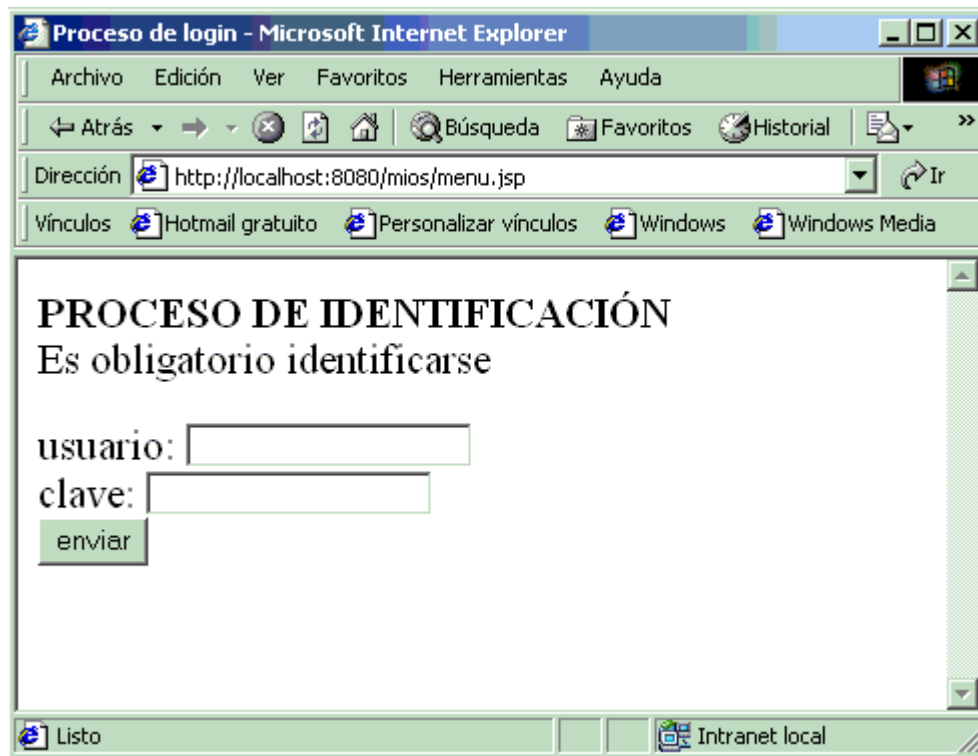 Proceso de login - Microsoft Internet Explorer
Archivo Edición Ver Favoritos Herramientas Ayuda
Atrás Búsqueda Favoritos Historial »
Dirección http://localhost:8080/mios/menu.jsp Ir
Vínculos Hotmail gratuito Personalizar vínculos Windows Windows Media
PROCESO DE IDENTIFICACIÓN
Es obligatorio identificarse
usuario:
clave:
enviar
Listo Intranet local